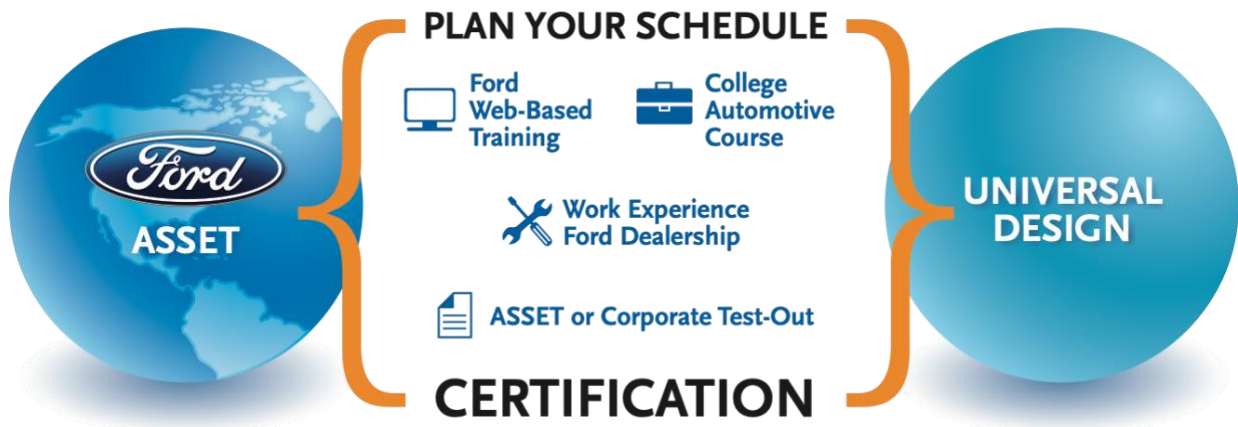 PLAN YOUR SCHEDULE
Ford
Web-Based
Training
College
Automotive
Course
Ford
ASSET
Work Experience
Ford Dealership
UNIVERSAL
DESIGN
ASSET or Corporate Test-Out
CERTIFICATION